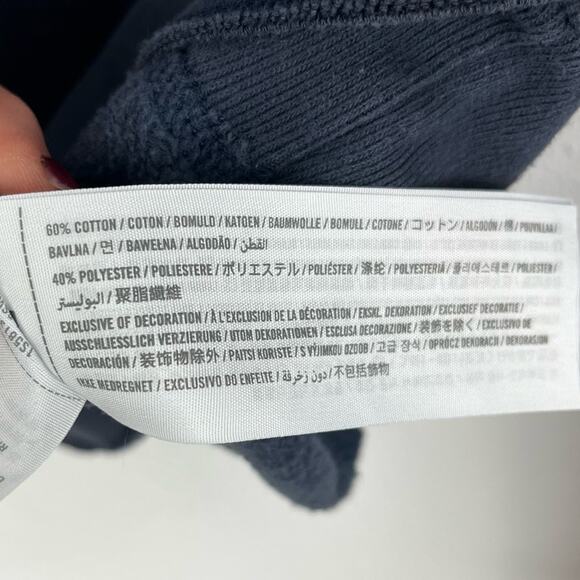 60% COTTON / COTON / BOMULD / KATOEN / BAUMWOLLE / BOMULL / COTONE / コットン / ALGODÓN / 棉 / PUUVILLAA /
BAVLNA / 면 / BAWEŁNA / ALGODÃO / القطن /
40% POLYESTER / POLIESTERE / ポリエステル / POLIÉSTER / 涤纶 / POLYESTERIÄ / 폴리에스테르 / POLIESTER /
البوليستر / 聚脂纖維
EXCLUSIVE OF DECORATION / À L'EXCLUSION DE LA DÉCORATION / EKSKL. DEKORATION / EXCLUSIEF DECORATIE /
AUSSCHLIESSLICH VERZIERUNG / UTOM DEKORATIONEN / ESCLUSA DECORAZIONE / 装飾を除く / EXCLUSIVO DE
DECORACIÓN / 装饰物除外 / PAITSI KORISTE / S VÝJIMKOU OZDOB / 고급 장식 / OPRÓCZ DEKORACJI / DEKORASJON
IKKE MEDREGNET / EXCLUSIVO DO ENFEITE / دون زخرفة / 不包括飾物